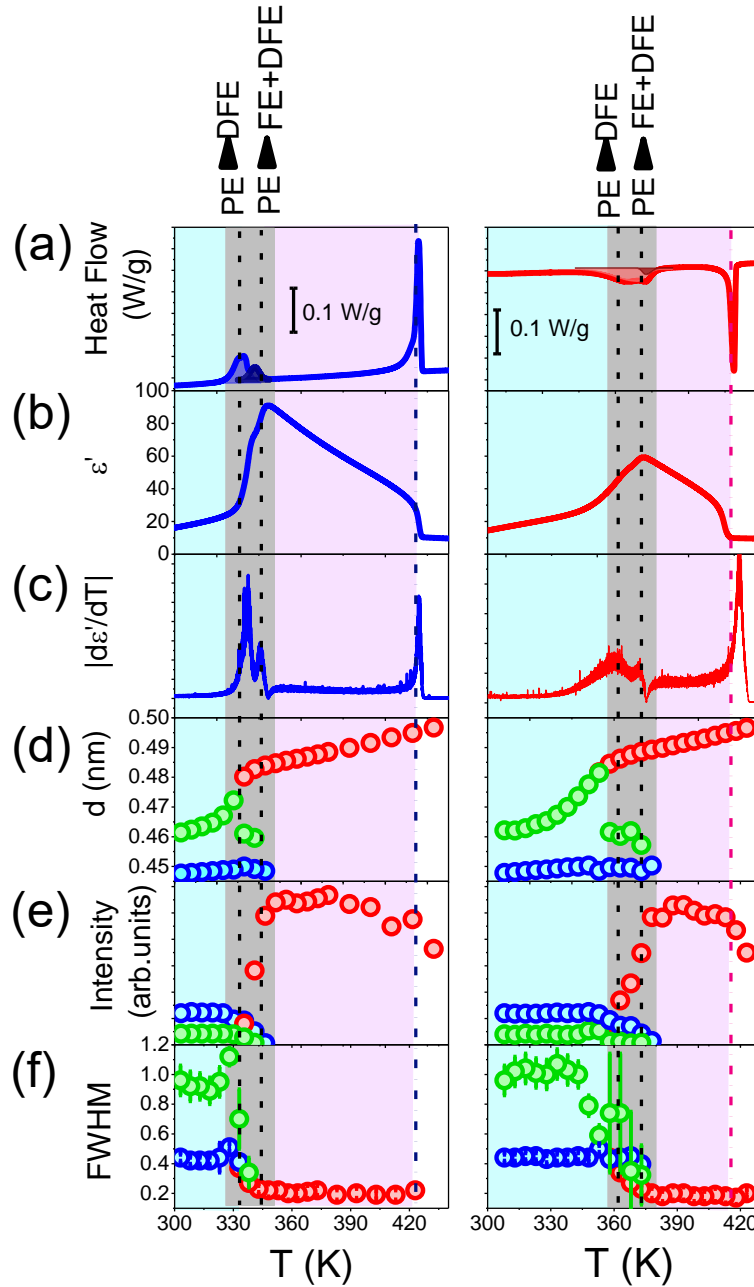 PE ▶ DFE
PE ▶ FE+DFE
PE ▶ DFE
PE ▶ FE+DFE
(a)
Heat Flow
(W/g)
0.1 W/g
0.1 W/g
(b)
ε'
100
80
60
40
20
0
(c)
|dε'/dT|
(d)
d (nm)
0.50
0.49
0.48
0.47
0.46
0.45
(e)
Intensity
(arb.units)
(f)
FWHM
1.2
1.0
0.8
0.6
0.4
0.2
300 330 360 390 420
300 360 390 420
T (K)
T (K)